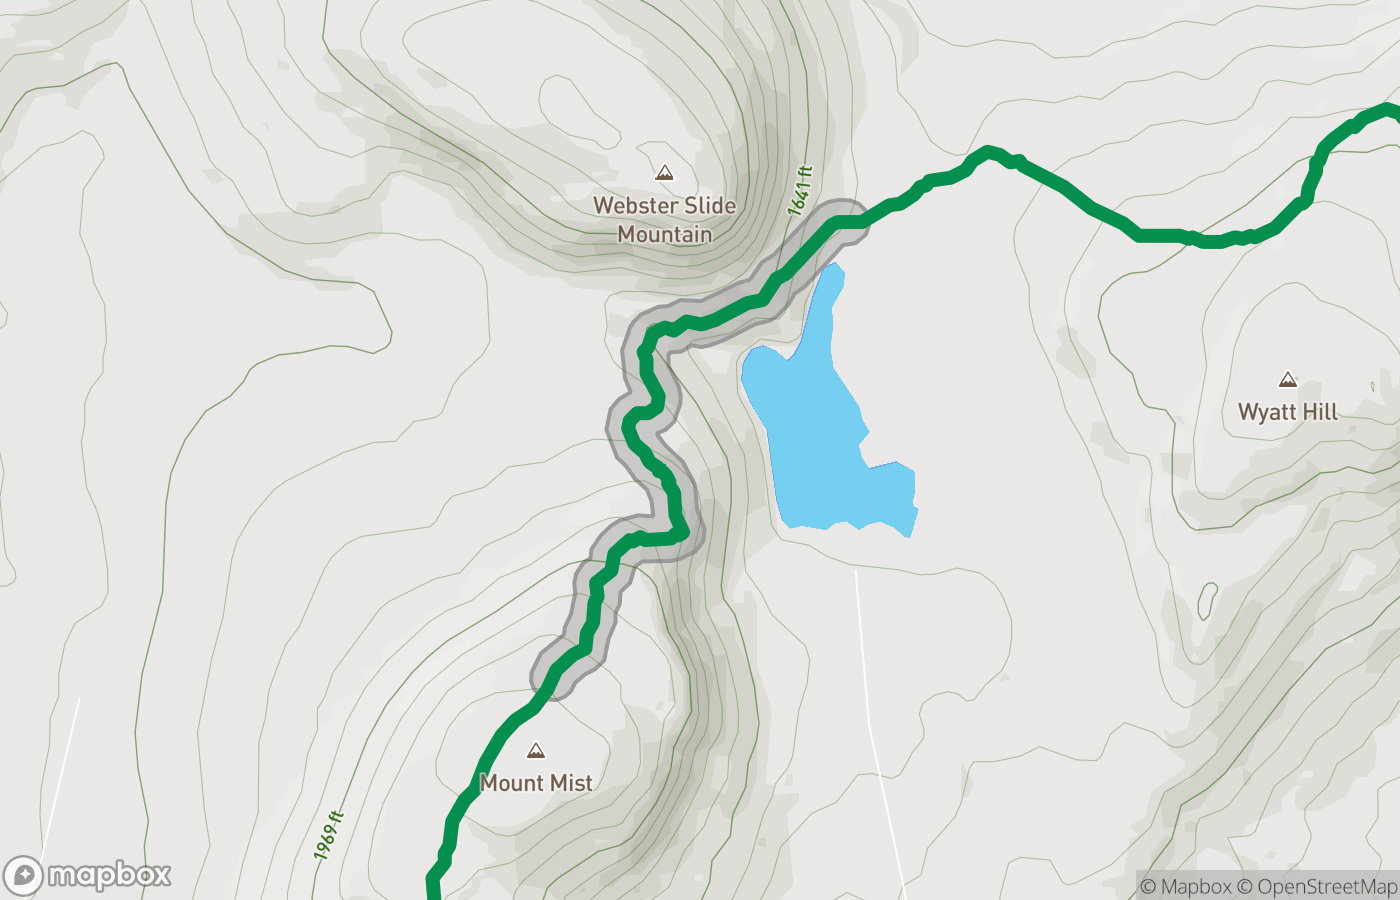 1641 ft
Webster Slide
Mountain
Wyatt Hill
Mount Mist
1969 ft
mapbox
© Mapbox © OpenStreetMap